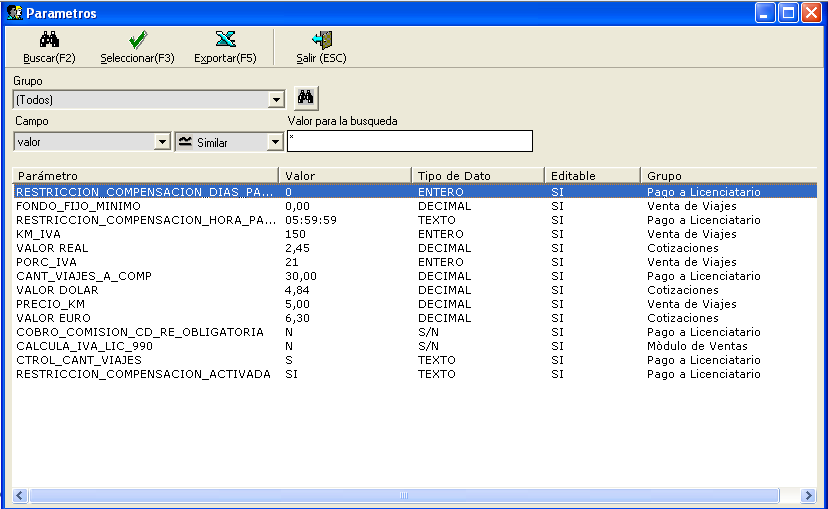 Parametros
Buscar(F2) Seleccionar(F3) Exportar(F5) Salir (ESC)
Grupo
(Todos)
Campo Valor para la busqueda
valor Similar *
Parámetro Valor Tipo de Dato Editable Grupo
RESTRICCION_COMPENSACION_DIAS_PA... 0 ENTERO SI Pago a Licenciatario
FONDO_FIJO_MINIMO 0,00 DECIMAL SI Venta de Viajes
RESTRICCION_COMPENSACION_HORA_PA... 05:59:59 TEXTO SI Pago a Licenciatario
KM_IVA 150 ENTERO SI Venta de Viajes
VALOR REAL 2,45 DECIMAL SI Cotizaciones
PORC_IVA 21 ENTERO SI Venta de Viajes
CANT_VIAJES_A_COMP 30,00 DECIMAL SI Pago a Licenciatario
VALOR DOLAR 4,84 DECIMAL SI Cotizaciones
PRECIO_KM 5,00 DECIMAL SI Venta de Viajes
VALOR EURO 6,30 DECIMAL SI Cotizaciones
COBRO_COMISION_CD_RE_OBLIGATORIA N S/N SI Pago a Licenciatario
CALCULA_IVA_LIC_990 N S/N SI Mòdulo de Ventas
CTROL_CANT_VIAJES S TEXTO SI Pago a Licenciatario
RESTRICCION_COMPENSACION_ACTIVADA SI TEXTO SI Pago a Licenciatario